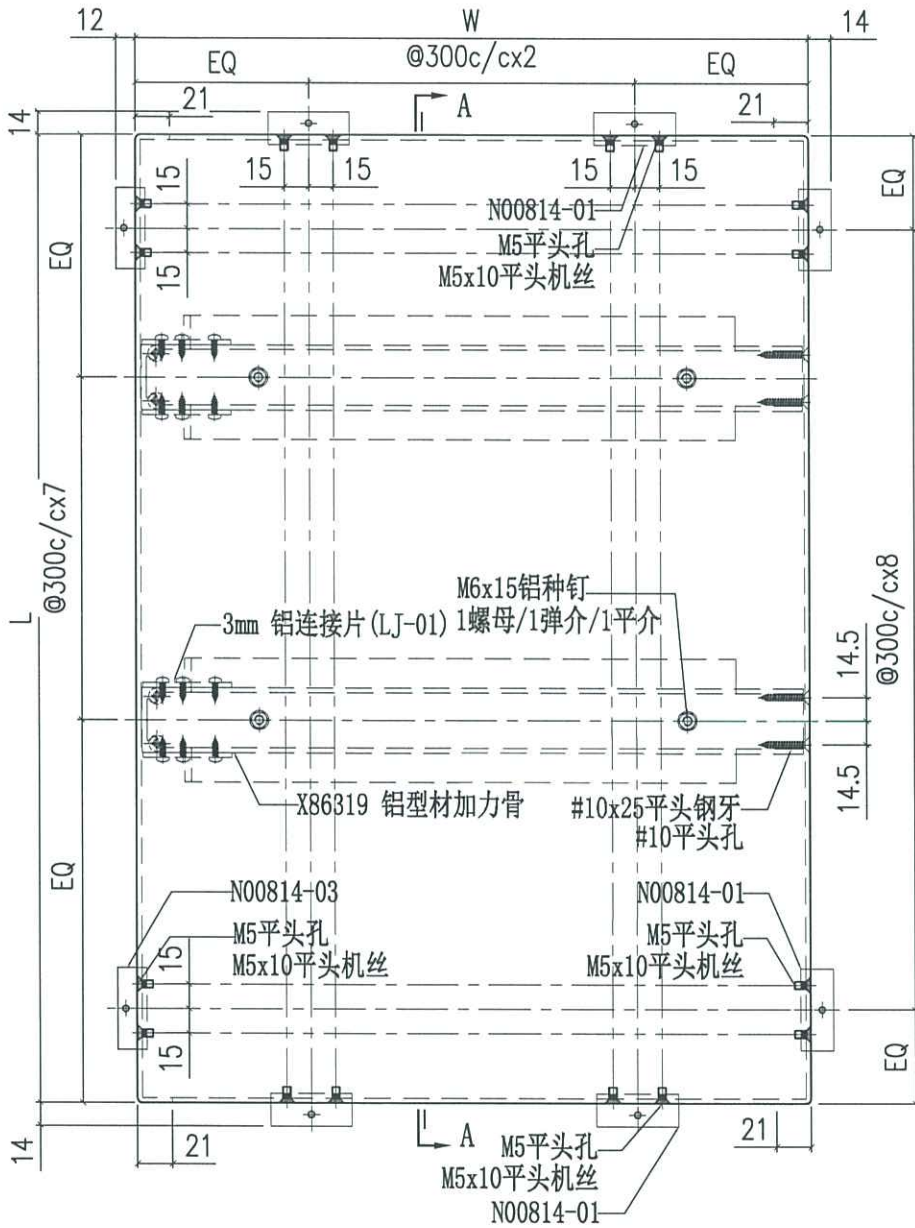 12
W
14
EQ
@300c/cx2
EQ
21
A
21
14
15
15
15
15
15
EQ
N00814-01
M5平头孔
M5x10平头机丝
15
EQ
@300c/cx7
L
M6x15铝种钉
3mm 铝连接片(LJ-01)
1螺母/1弹介/1平介
14.5
@300c/cx8
X86319 铝型材加力骨
#10x25平头钢牙
#10平头孔
14.5
EQ
N00814-03
N00814-01
M5平头孔
M5平头孔
15
M5x10平头机丝
M5x10平头机丝
15
EQ
14
21
A
21
M5平头孔
M5x10平头机丝
N00814-01